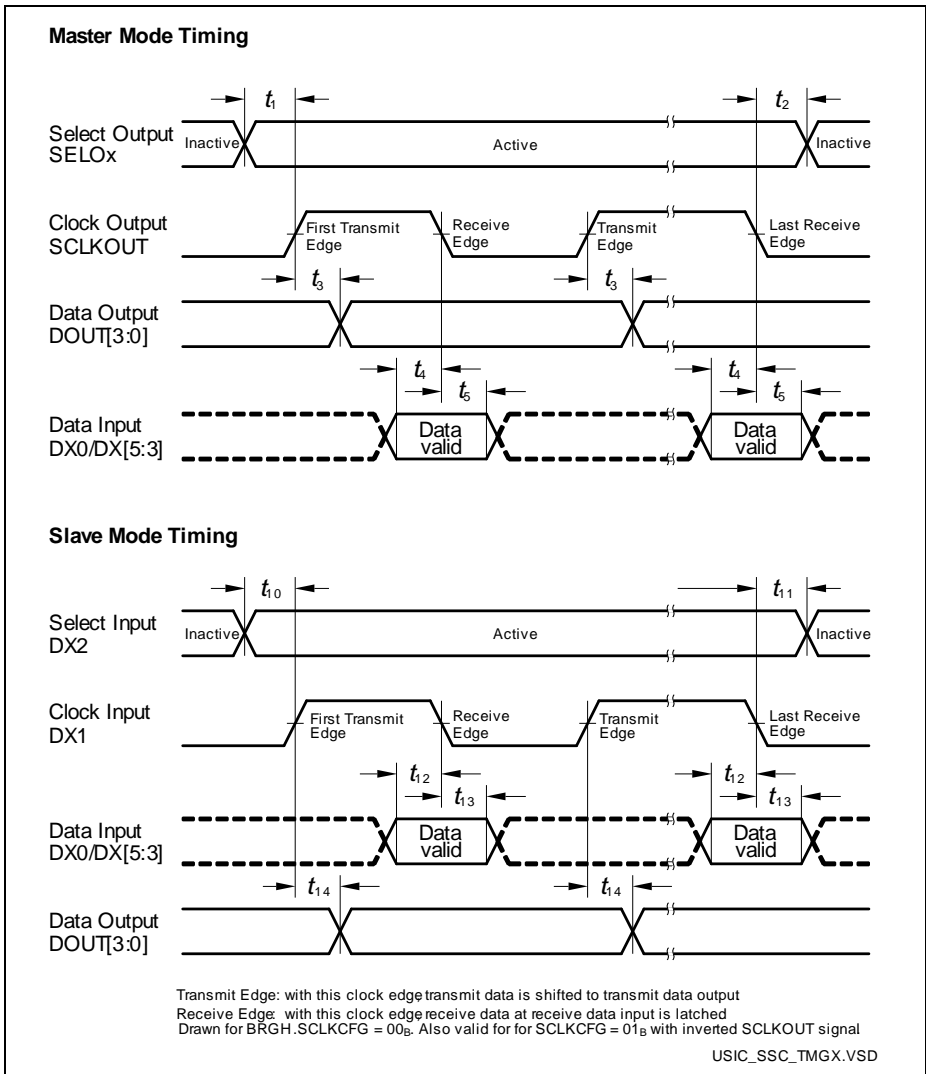 Master Mode Timing
t1
t2
Select Output
SELOx
Inactive
Active
Inactive
Clock Output
SCLKOUT
First Transmit
Edge
Receive
Edge
Transmit
Edge
Last Receive
Edge
t3
t3
Data Output
DOUT[3:0]
t4
t5
t4
t5
Data Input
DX0/DX[5:3]
Data
valid
Data
valid
Slave Mode Timing
t10
t11
Select Input
DX2
Inactive
Active
Inactive
Clock Input
DX1
First Transmit
Edge
Receive
Edge
Transmit
Edge
Last Receive
Edge
t12
t13
t12
t13
Data Input
DX0/DX[5:3]
Data
valid
Data
valid
t14
t14
Data Output
DOUT[3:0]
Transmit Edge: with this clock edge, transmit data is shifted to transmit data output
Receive Edge: with this clock edge, receive data at receive data input is latched
Drawn for BRGH.SCLKCFG = 00B. Also valid for for SCLKCFG = 01B with inverted SCLKOUT signal.
USIC_SSC_TMGX.VSD